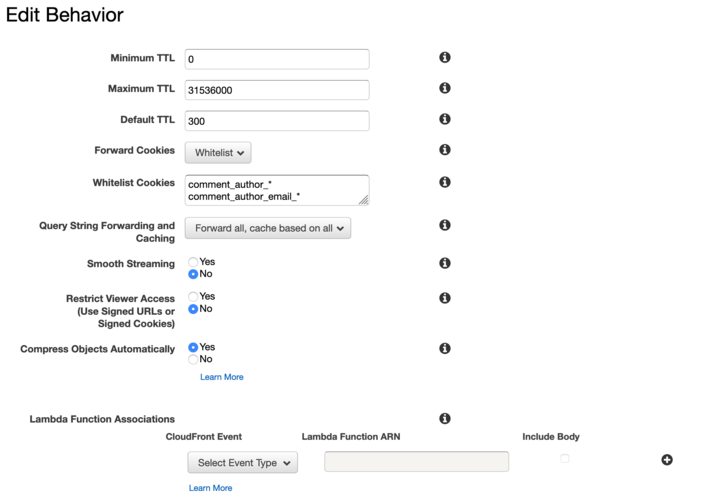 Edit Behavior
Minimum TTL 0
Maximum TTL 31536000
Default TTL 300
Forward Cookies Whitelist
Whitelist Cookies comment_author_*
comment_author_email_*
Query String Forwarding and Forward all, cache based on all
Caching
Smooth Streaming Yes
No
Restrict Viewer Access Yes
(Use Signed URLs or No
Signed Cookies)
Compress Objects Automatically Yes
No
Learn More
Lambda Function Associations
CloudFront Event Lambda Function ARN Include Body
Select Event Type
Learn More